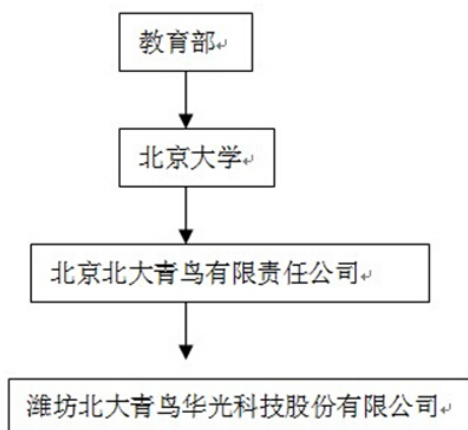 教育部
北京大学
北京北大青鸟有限责任公司
潍坊北大青鸟华光科技股份有限公司